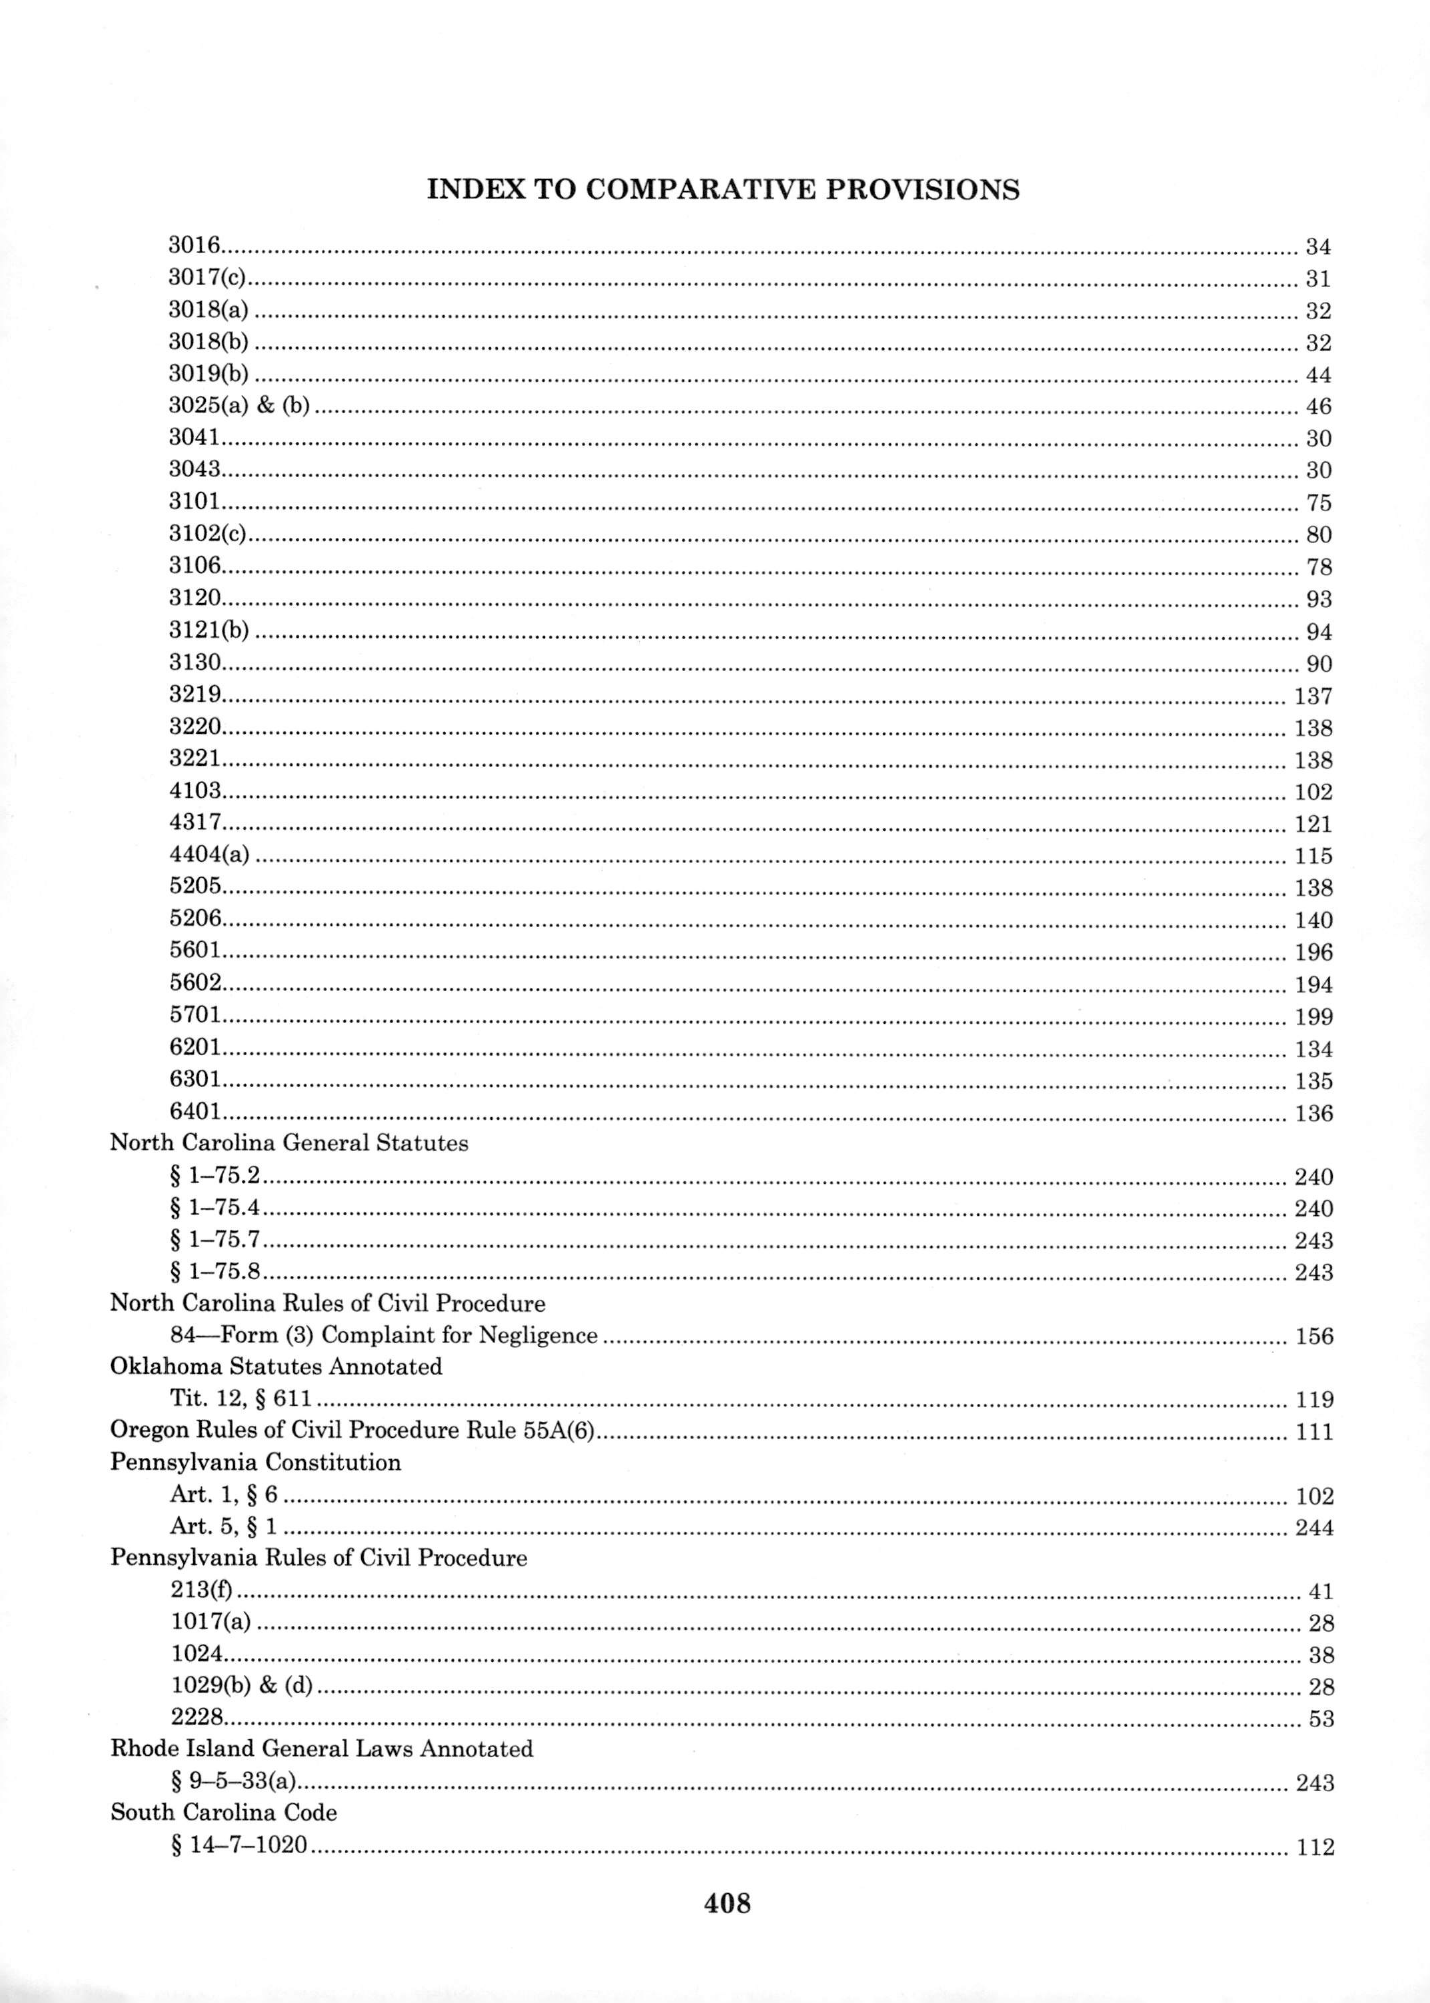 INDEX TO COMPARATIVE PROVISIONS
3016 34
3017(c) 31
3018(a) 32
3018(b) 32
3019(b) 44
3025(a) & (b) 46
3041 30
3043 30
3101 75
3102(c) 80
3106 78
3120 93
3121(b) 94
3130 90
3219 137
3220 138
3221 138
4103 102
4317 121
4404(a) 115
5205 138
5206 140
5601 196
5602 194
5701 199
6201 134
6301 135
6401 136
North Carolina General Statutes
§ 1–75.2 240
§ 1–75.4 240
§ 1–75.7 243
§ 1–75.8 243
North Carolina Rules of Civil Procedure
84—Form (3) Complaint for Negligence 156
Oklahoma Statutes Annotated
Tit. 12, § 611 119
Oregon Rules of Civil Procedure Rule 55A(6) 111
Pennsylvania Constitution
Art. 1, § 6 102
Art. 5, § 1 244
Pennsylvania Rules of Civil Procedure
213(f) 41
1017(a) 28
1024 38
1029(b) & (d) 28
2228 53
Rhode Island General Laws Annotated
§ 9–5–33(a) 243
South Carolina Code
§ 14–7–1020 112
408